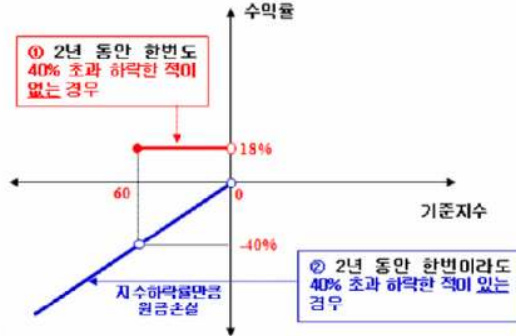 수익률
① 2년 동안 한번도
40% 초과 하락한 적이
없는 경우
18%
60
0
기준지수
-40%
② 2년 동안 한번이라도
40% 초과 하락한 적이 있는
경우
지수하락률만큼
원금손실